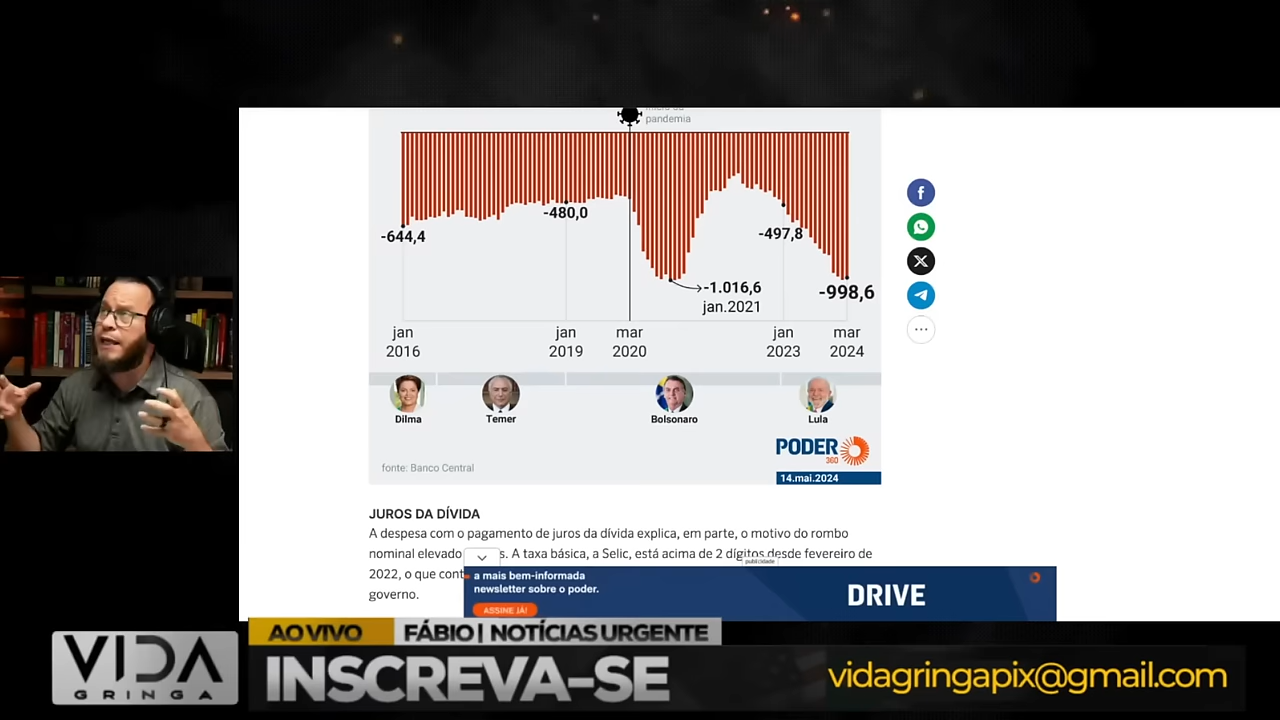 pandemia
-644,4
-480,0
-1.016,6
jan.2021
-497,8
-998,6
jan
2016
jan
2019
mar
2020
jan
2023
mar
2024
Dilma
Temer
Bolsonaro
Lula
PODER
360
fonte: Banco Central
14.mai.2024
JUROS DA DÍVIDA
A despesa com o pagamento de juros da dívida explica, em parte, o motivo do rombo
nominal elevado s. A taxa básica, a Selic, está acima de 2 dígitos desde fevereiro de
publicidade
2022, o que cont
governo.
a mais bem-informada
newsletter sobre o poder.
ASSINE JÁ!
DRIVE
AO VIVO
FÁBIO | NOTÍCIAS URGENTE
VIDA
GRINGA
INSCREVA-SE
vidagringapix@gmail.com